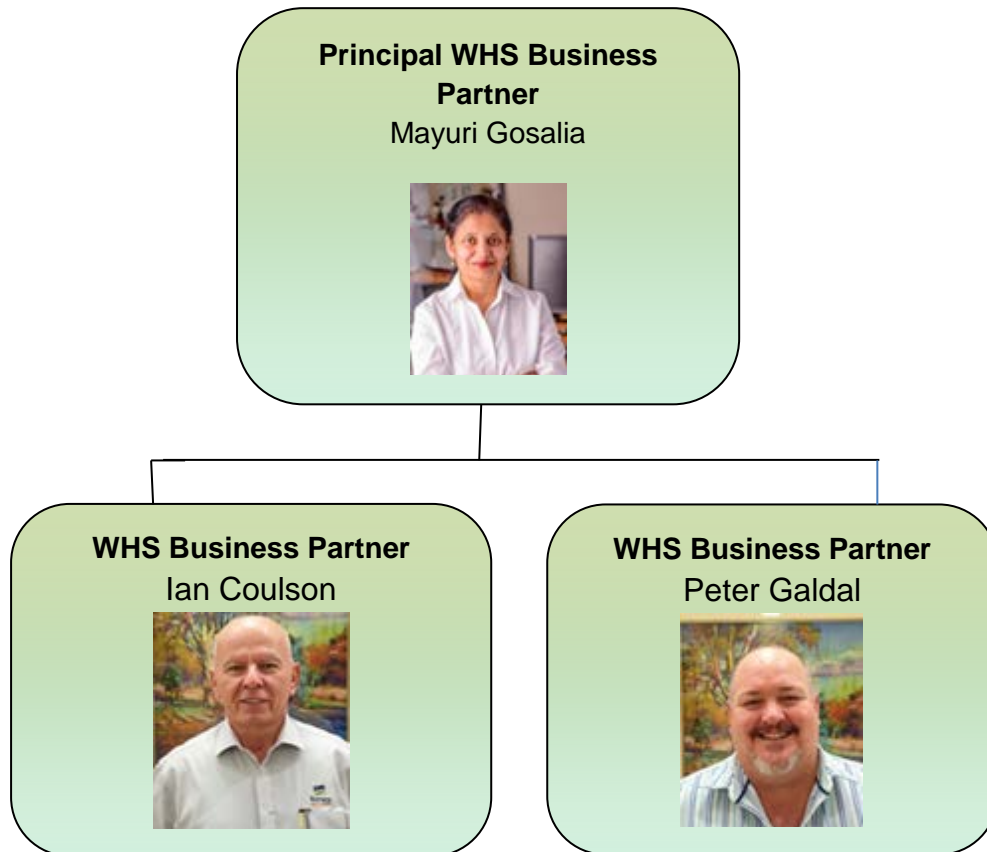 Principal WHS Business
Partner
Mayuri Gosalia
WHS Business Partner
Ian Coulson
WHS Business Partner
Peter Galdal